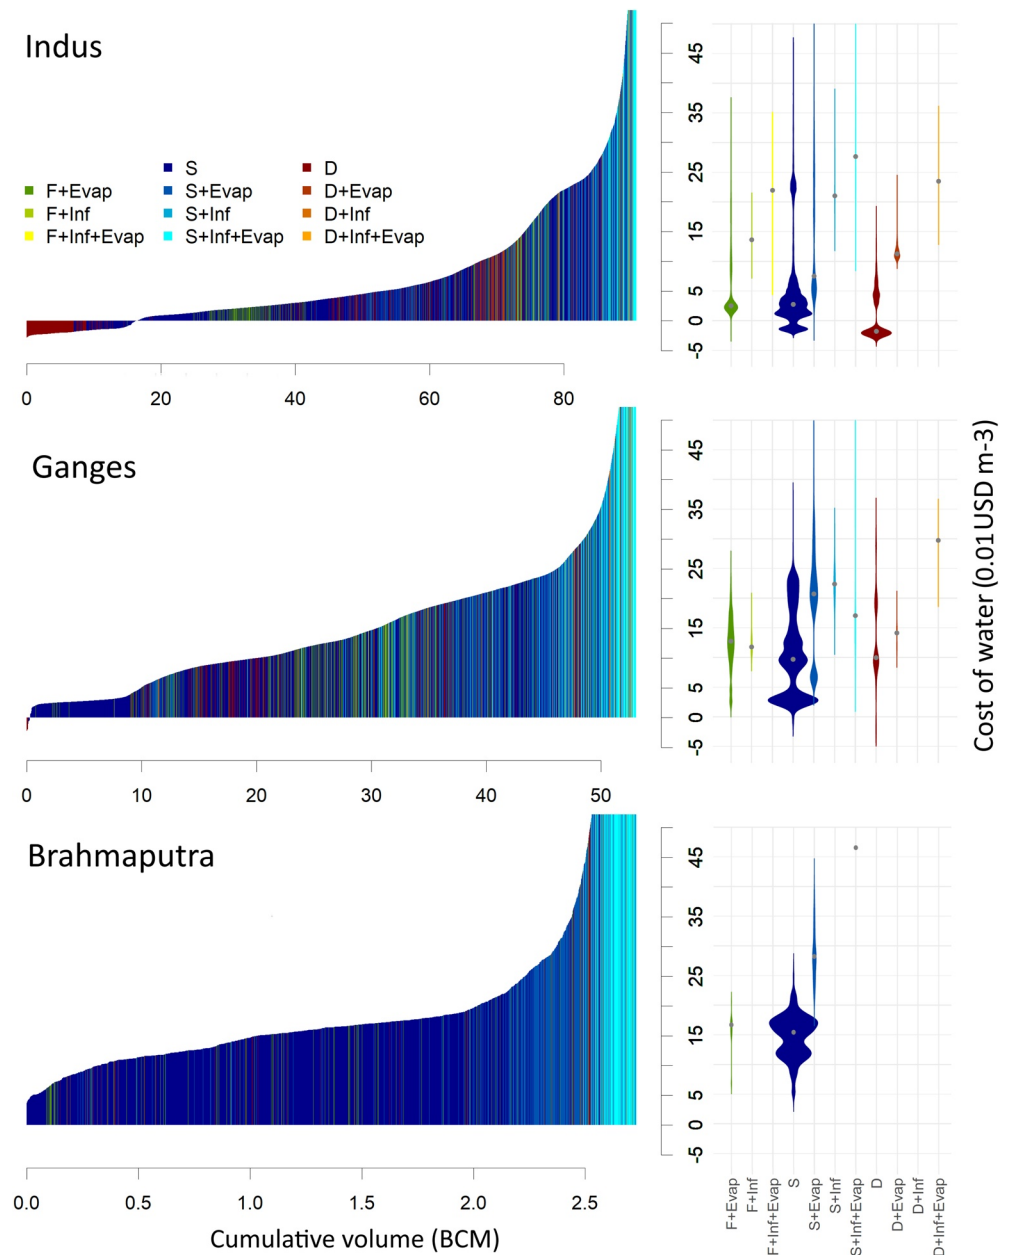 Indus
S D
F+Evap S+Evap D+Evap
F+Inf S+Inf D+Inf
F+Inf+Evap S+Inf+Evap D+Inf+Evap
0 20 40 60 80
45
35
25
15
5
0
-5
Ganges
0 10 20 30 40 50
45
35
25
15
5
0
-5
Cost of water (0.01USD m-3)
Brahmaputra
0.0 0.5 1.0 1.5 2.0 2.5
Cumulative volume (BCM)
45
35
25
15
5
0
-5
F+Evap
F+Inf
F+Inf+Evap
S
S+Evap
S+Inf
S+Inf+Evap
D
D+Evap
D+Inf
D+Inf+Evap